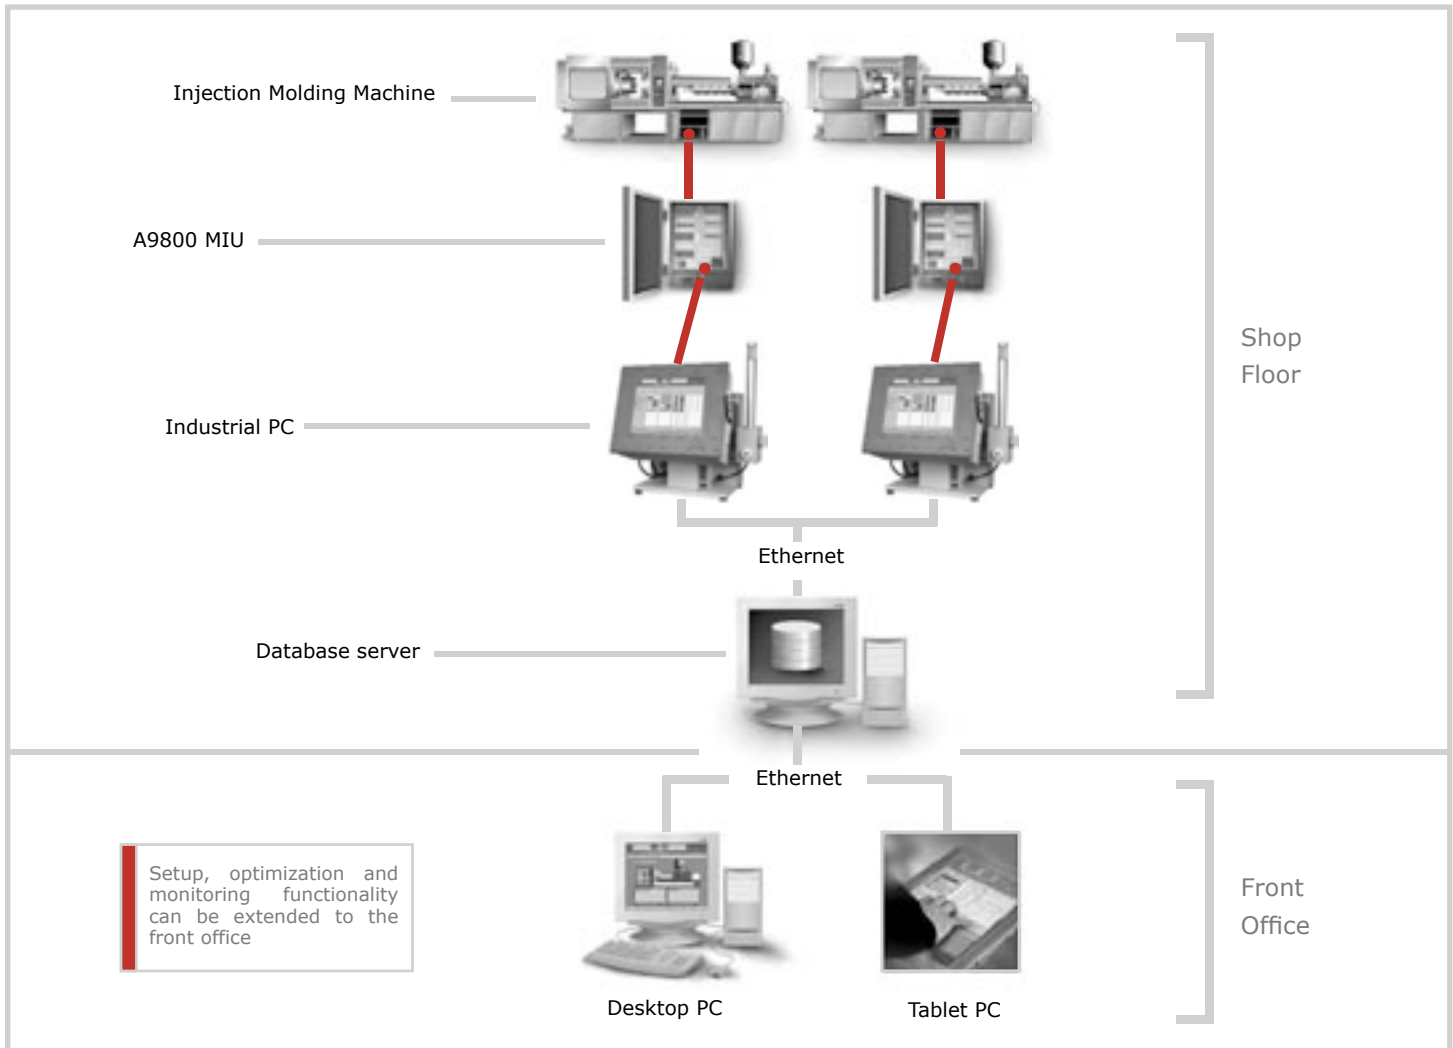 Injection Molding Machine
A9800 MIU
Shop
Floor
Industrial PC
Ethernet
Database server
Ethernet
Setup, optimization and
monitoring functionality
can be extended to the
front office
Front
Office
Desktop PC
Tablet PC